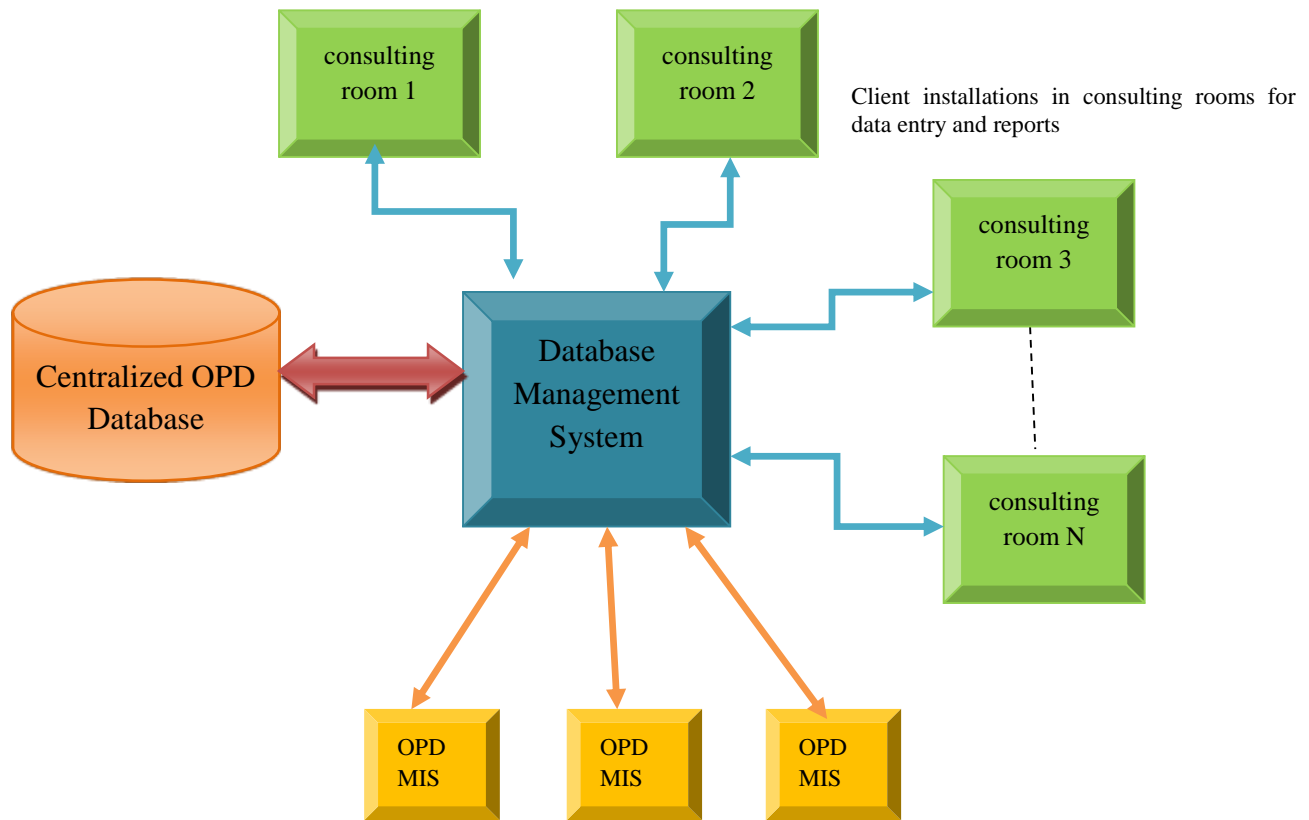 consulting
room 1
consulting
room 2
Client installations in consulting rooms for
data entry and reports
consulting
room 3
Centralized OPD
Database
Database
Management
System
consulting
room N
OPD
MIS
OPD
MIS
OPD
MIS